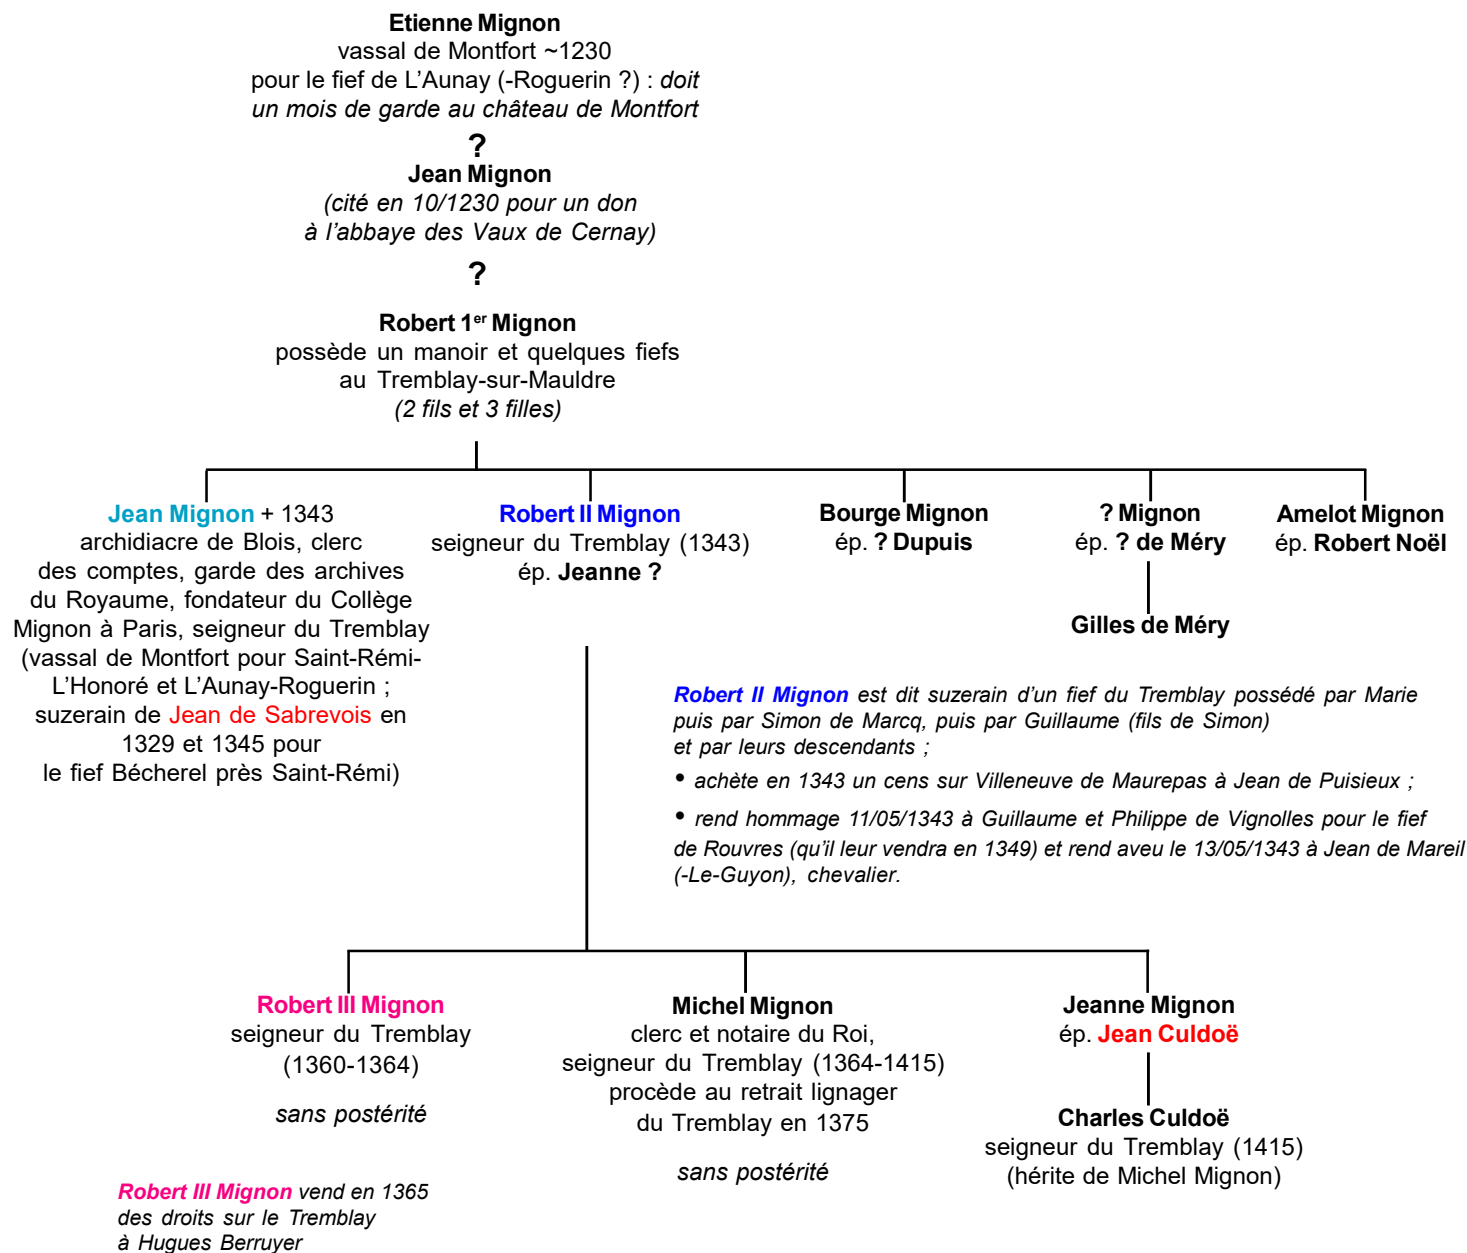 Etienne Mignon
vassal de Montfort ~1230
pour le fief de L’Aunay (-Roguerin ?) : doit
un mois de garde au château de Montfort
?
Jean Mignon
(cité en 10/1230 pour un don
à l’abbaye des Vaux de Cernay)
?
Robert 1er Mignon
possède un manoir et quelques fiefs
au Tremblay-sur-Mauldre
(2 fils et 3 filles)
Jean Mignon + 1343
archidiacre de Blois, clerc
des comptes, garde des archives
du Royaume, fondateur du Collège
Mignon à Paris, seigneur du Tremblay
(vassal de Montfort pour Saint-Rémi-
L’Honoré et L’Aunay-Roguerin ;
suzerain de Jean de Sabrevois en
1329 et 1345 pour
le fief Bécherel près Saint-Rémi)
Robert II Mignon
seigneur du Tremblay (1343)
ép. Jeanne ?
Bourge Mignon
ép. ? Dupuis
? Mignon
ép. ? de Méry
Gilles de Méry
Amelot Mignon
ép. Robert Noël
Robert II Mignon est dit suzerain d’un fief du Tremblay possédé par Marie
puis par Simon de Marcq, puis par Guillaume (fils de Simon)
et par leurs descendants ;
• achète en 1343 un cens sur Villeneuve de Maurepas à Jean de Puisieux ;
• rend hommage 11/05/1343 à Guillaume et Philippe de Vignolles pour le fief
de Rouvres (qu’il leur vendra en 1349) et rend aveu le 13/05/1343 à Jean de Mareil
(-Le-Guyon), chevalier.
Robert III Mignon
seigneur du Tremblay
(1360-1364)
sans postérité
Robert III Mignon vend en 1365
des droits sur le Tremblay
à Hugues Berruyer
Michel Mignon
clerc et notaire du Roi,
seigneur du Tremblay (1364-1415)
procède au retrait lignager
du Tremblay en 1375
sans postérité
Jeanne Mignon
ép. Jean Culdoë
Charles Culdoë
seigneur du Tremblay (1415)
(hérite de Michel Mignon)